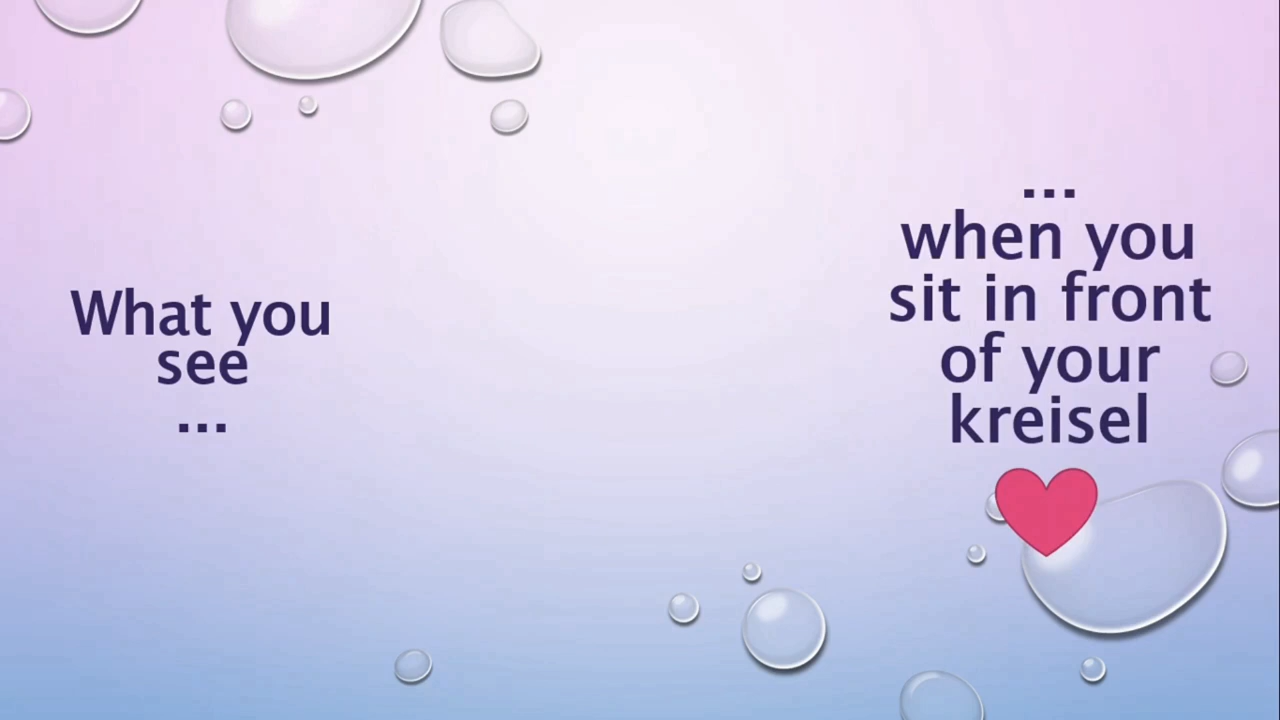 What you
see
...
...
when you
sit in front
of your
kreisel